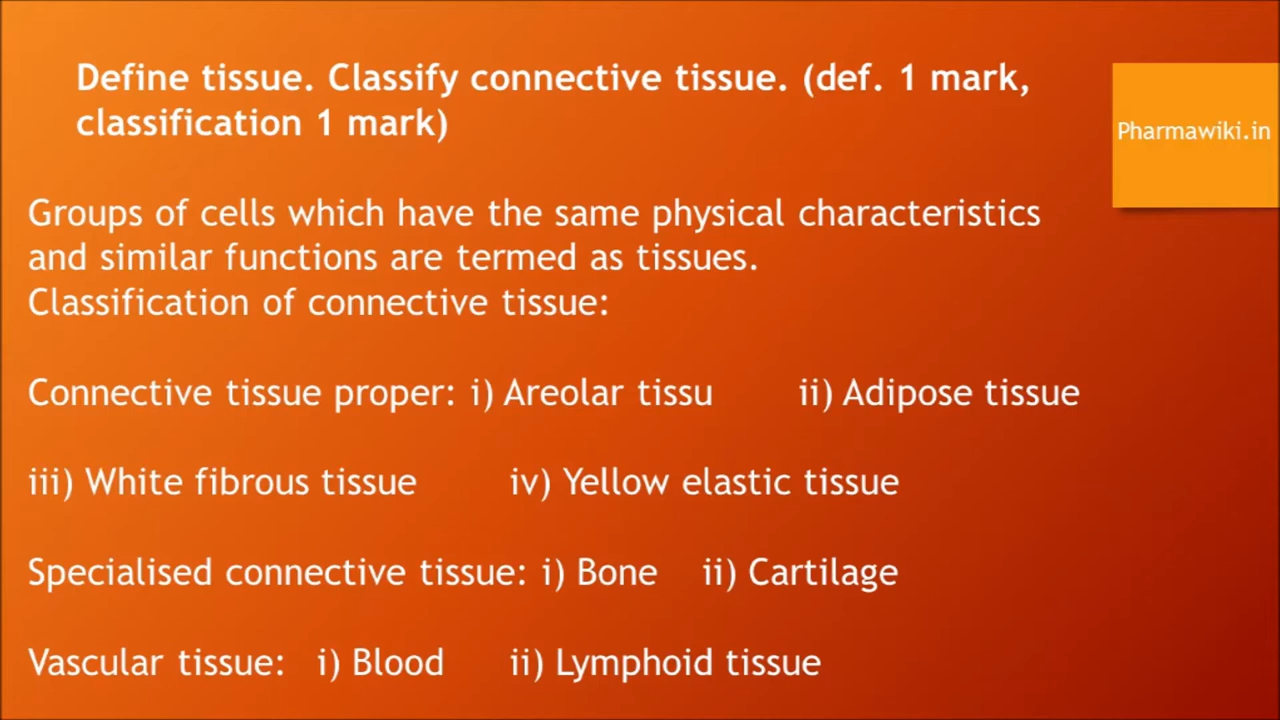 Define tissue. Classify connective tissue. (def. 1 mark,
classification 1 mark)
Pharmawiki.in
Groups of cells which have the same physical characteristics
and similar functions are termed as tissues.
Classification of connective tissue:
Connective tissue proper: i) Areolar tissu ii) Adipose tissue
iii) White fibrous tissue iv) Yellow elastic tissue
Specialised connective tissue: i) Bone ii) Cartilage
Vascular tissue: i) Blood ii) Lymphoid tissue